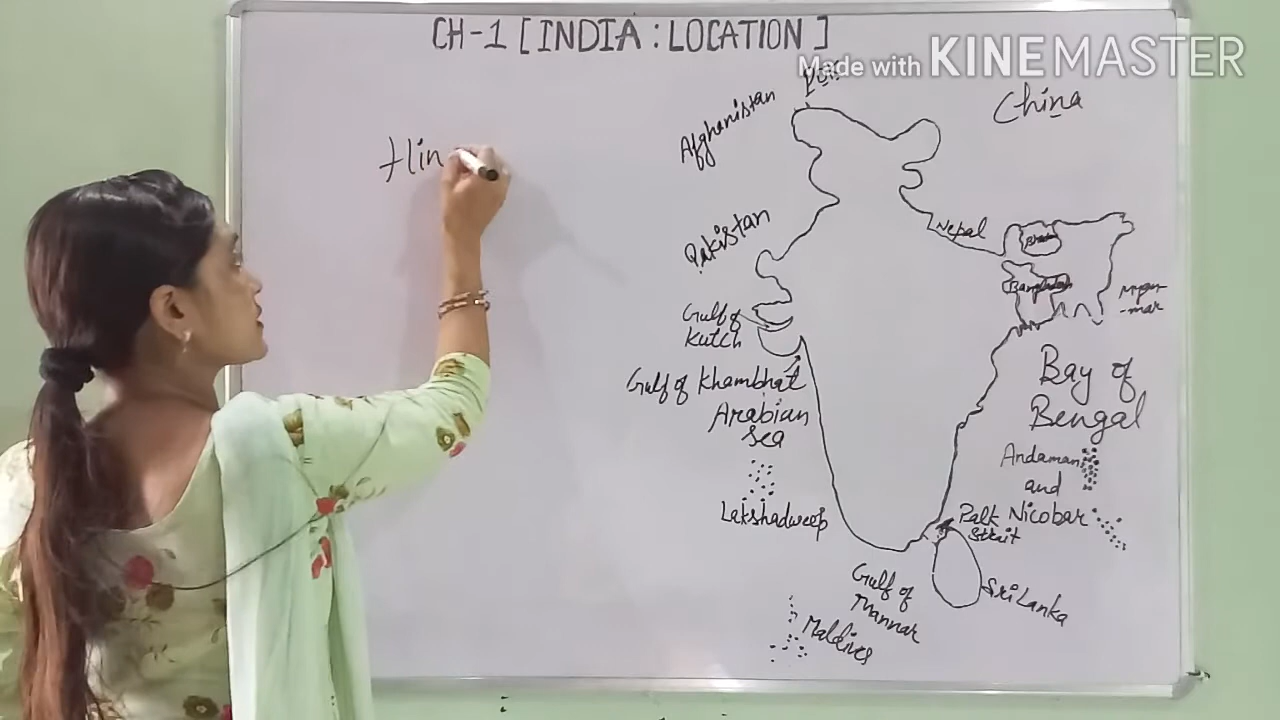 CH-1 [INDIA : LOCATION]
Made with KINEMASTER
China
Afghanistan
Hin
Pakistan
Nepal
Bangladesh
Myan-
-mar
Gulf of
Kutch
Gulf of Khambhat
Arabian
Sea
Bay of
Bengal
Andaman
and
Nicobar
Lakshadweep
Palk
Strait
Gulf of
Mannar
Sri Lanka
Maldives